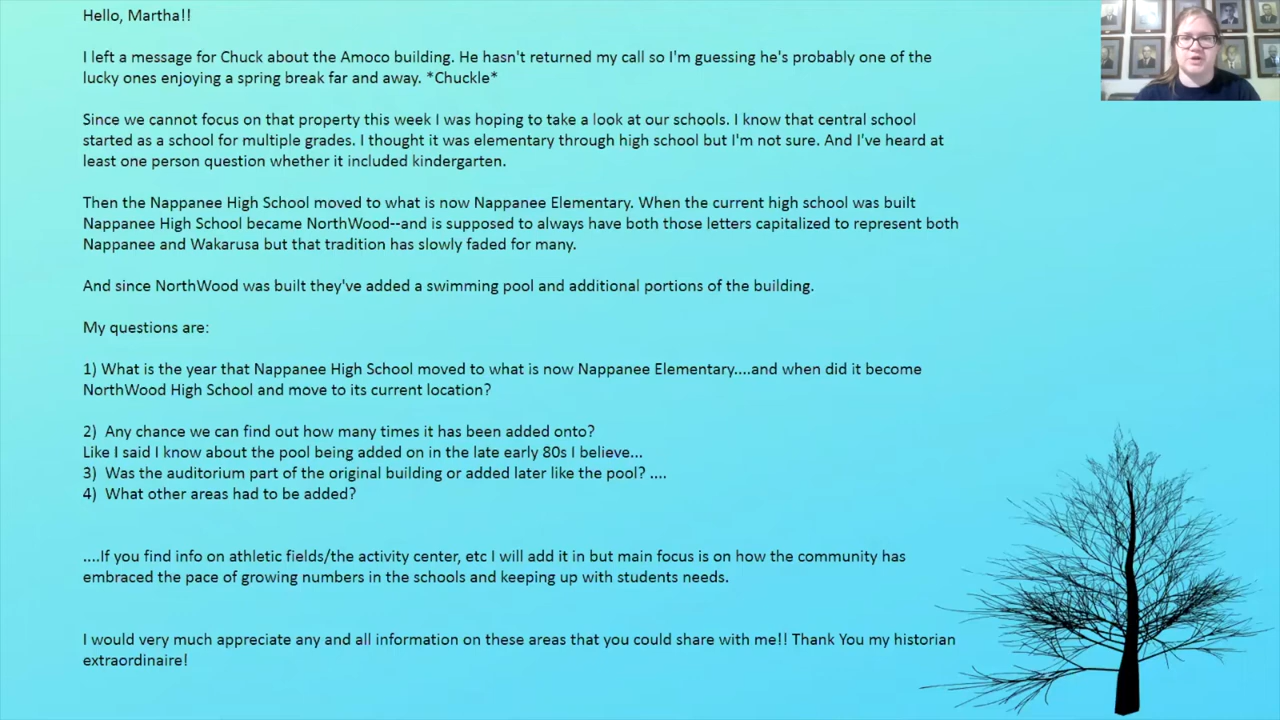 Hello, Martha!!
I left a message for Chuck about the Amoco building. He hasn't returned my call so I'm guessing he's probably one of the
lucky ones enjoying a spring break far and away. *Chuckle*
Since we cannot focus on that property this week I was hoping to take a look at our schools. I know that central school
started as a school for multiple grades. I thought it was elementary through high school but I'm not sure. And I've heard at
least one person question whether it included kindergarten.
Then the Nappanee High School moved to what is now Nappanee Elementary. When the current high school was built
Nappanee High School became NorthWood--and is supposed to always have both those letters capitalized to represent both
Nappanee and Wakarusa but that tradition has slowly faded for many.
And since NorthWood was built they've added a swimming pool and additional portions of the building.
My questions are:
1) What is the year that Nappanee High School moved to what is now Nappanee Elementary....and when did it become
NorthWood High School and move to its current location?
2)  Any chance we can find out how many times it has been added onto?
Like I said I know about the pool being added on in the late early 80s I believe...
3)  Was the auditorium part of the original building or added later like the pool? ....
4)  What other areas had to be added?
....If you find info on athletic fields/the activity center, etc I will add it in but main focus is on how the community has
embraced the pace of growing numbers in the schools and keeping up with students needs.
I would very much appreciate any and all information on these areas that you could share with me!! Thank You my historian
extraordinaire!